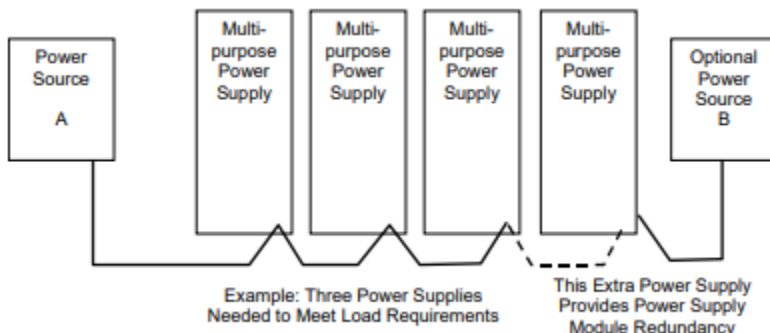 Power
Source
A
Multi-
purpose
Power
Supply
Multi-
purpose
Power
Supply
Multi-
purpose
Power
Supply
Multi-
purpose
Power
Supply
Optional
Power
Source
B
Example: Three Power Supplies
Needed to Meet Load Requirements
This Extra Power Supply
Provides Power Supply
Module Redundancy